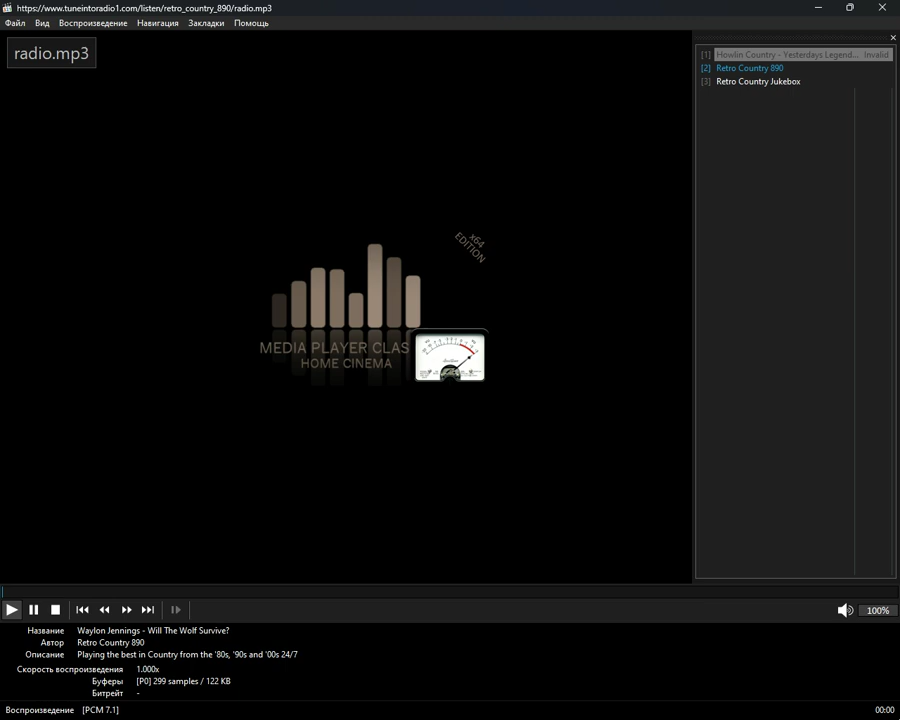 https://www.tuneintoradio1.com/listen/retro_country_890/radio.mp3
Файл Вид Воспроизведение Навигация Закладки Помощь
radio.mp3
[1] Howlin Country - Yesterdays Legend... Invalid
[2] Retro Country 890
[3] Retro Country Jukebox
x64
EDITION
MEDIA PLAYER CLAS
HOME CINEMA
100%
Название Waylon Jennings - Will The Wolf Survive?
Автор Retro Country 890
Описание Playing the best in Country from the '80s, '90s and '00s 24/7
Скорость воспроизведения 1.000x
Буферы [P0] 299 samples / 122 KB
Битрейт -
Воспроизведение [PCM 7.1] 00:00